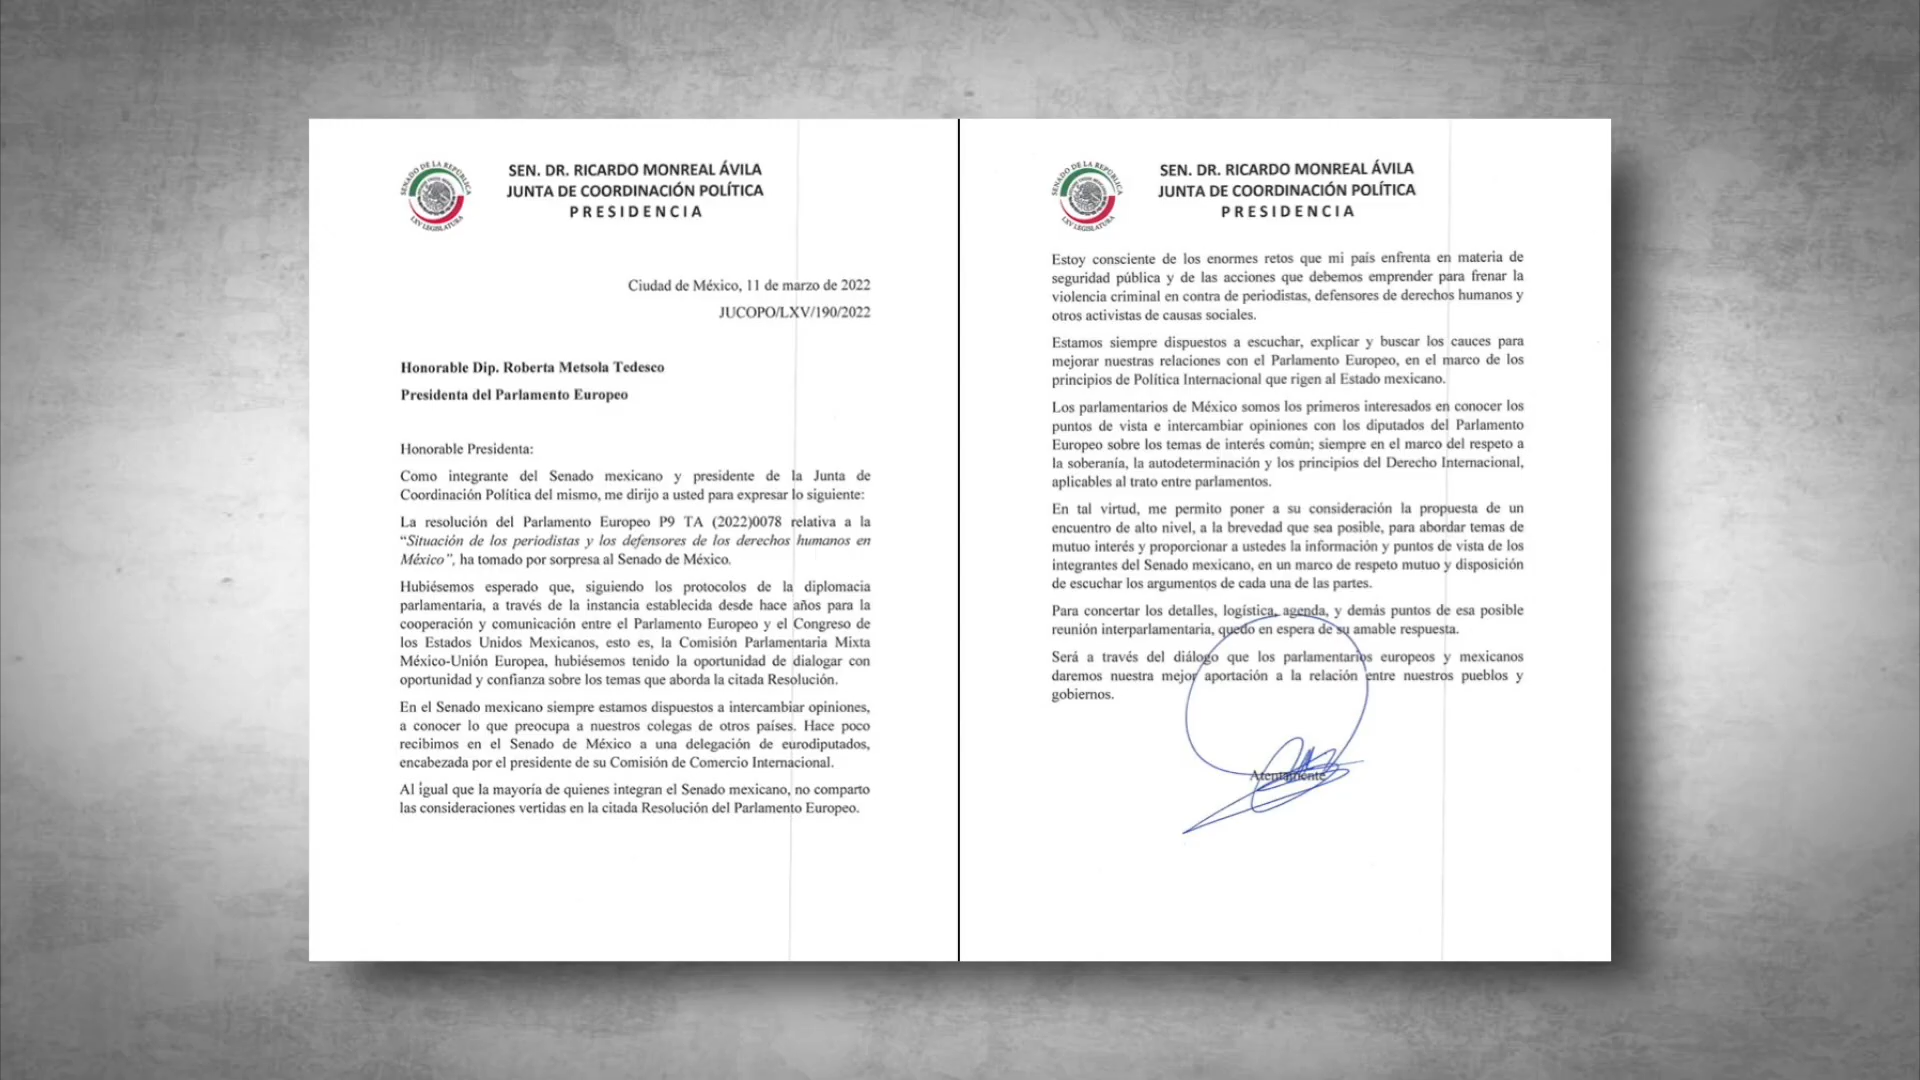 SENADO DE LA REPÚBLICA
LXV LEGISLATURA
SEN. DR. RICARDO MONREAL ÁVILA
JUNTA DE COORDINACIÓN POLÍTICA
PRESIDENCIA
Ciudad de México, 11 de marzo de 2022
JUCOPO/LXV/190/2022
Honorable Dip. Roberta Metsola Tedesco
Presidenta del Parlamento Europeo
Honorable Presidenta:
Como integrante del Senado mexicano y presidente de la Junta de
Coordinación Política del mismo, me dirijo a usted para expresar lo siguiente:
La resolución del Parlamento Europeo P9 TA (2022)0078 relativa a la
“Situación de los periodistas y los defensores de los derechos humanos en
México”, ha tomado por sorpresa al Senado de México.
Hubiésemos esperado que, siguiendo los protocolos de la diplomacia
parlamentaria, a través de la instancia establecida desde hace años para la
cooperación y comunicación entre el Parlamento Europeo y el Congreso de
los Estados Unidos Mexicanos, esto es, la Comisión Parlamentaria Mixta
México-Unión Europea, hubiésemos tenido la oportunidad de dialogar con
oportunidad y confianza sobre los temas que aborda la citada Resolución.
En el Senado mexicano siempre estamos dispuestos a intercambiar opiniones,
a conocer lo que preocupa a nuestros colegas de otros países. Hace poco
recibimos en el Senado de México a una delegación de eurodiputados,
encabezada por el presidente de su Comisión de Comercio Internacional.
Al igual que la mayoría de quienes integran el Senado mexicano, no comparto
las consideraciones vertidas en la citada Resolución del Parlamento Europeo.
SENADO DE LA REPÚBLICA
LXV LEGISLATURA
SEN. DR. RICARDO MONREAL ÁVILA
JUNTA DE COORDINACIÓN POLÍTICA
PRESIDENCIA
Estoy consciente de los enormes retos que mi país enfrenta en materia de
seguridad pública y de las acciones que debemos emprender para frenar la
violencia criminal en contra de periodistas, defensores de derechos humanos y
otros activistas de causas sociales.
Estamos siempre dispuestos a escuchar, explicar y buscar los cauces para
mejorar nuestras relaciones con el Parlamento Europeo, en el marco de los
principios de Política Internacional que rigen al Estado mexicano.
Los parlamentarios de México somos los primeros interesados en conocer los
puntos de vista e intercambiar opiniones con los diputados del Parlamento
Europeo sobre los temas de interés común; siempre en el marco del respeto a
la soberanía, la autodeterminación y los principios del Derecho Internacional,
aplicables al trato entre parlamentos.
En tal virtud, me permito poner a su consideración la propuesta de un
encuentro de alto nivel, a la brevedad que sea posible, para abordar temas de
mutuo interés y proporcionar a ustedes la información y puntos de vista de los
integrantes del Senado mexicano, en un marco de respeto mutuo y disposición
de escuchar los argumentos de cada una de las partes.
Para concertar los detalles, logística, agenda, y demás puntos de esa posible
reunión interparlamentaria, quedo en espera de su amable respuesta.
Será a través del diálogo que los parlamentarios europeos y mexicanos
daremos nuestra mejor aportación a la relación entre nuestros pueblos y
gobiernos.
Atentamente